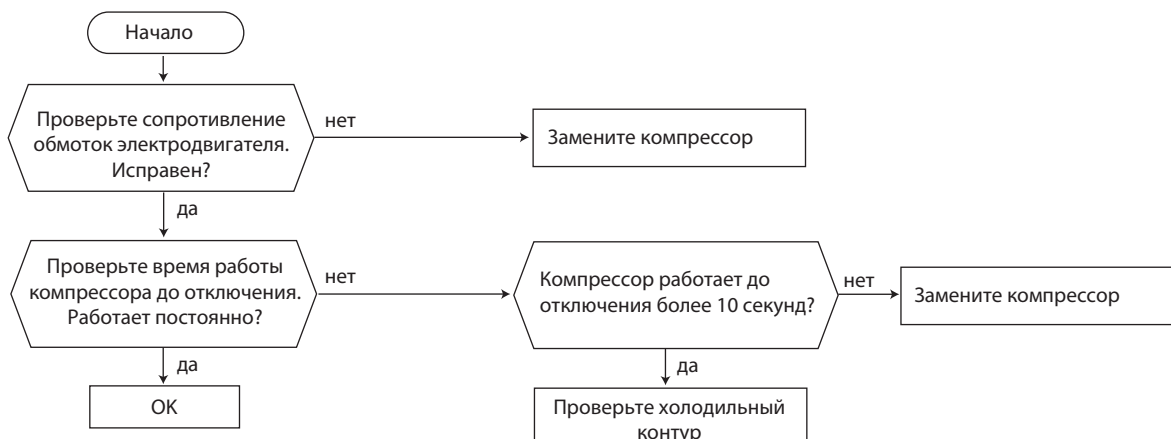 Начало
Проверьте сопротивление
обмоток электродвигателя.
Исправен?
нет
Замените компрессор
да
Проверьте время работы
компрессора до отключения.
Работает постоянно?
нет
Компрессор работает до
отключения более 10 секунд?
нет
Замените компрессор
да
OK
да
Проверьте холодильный
контур